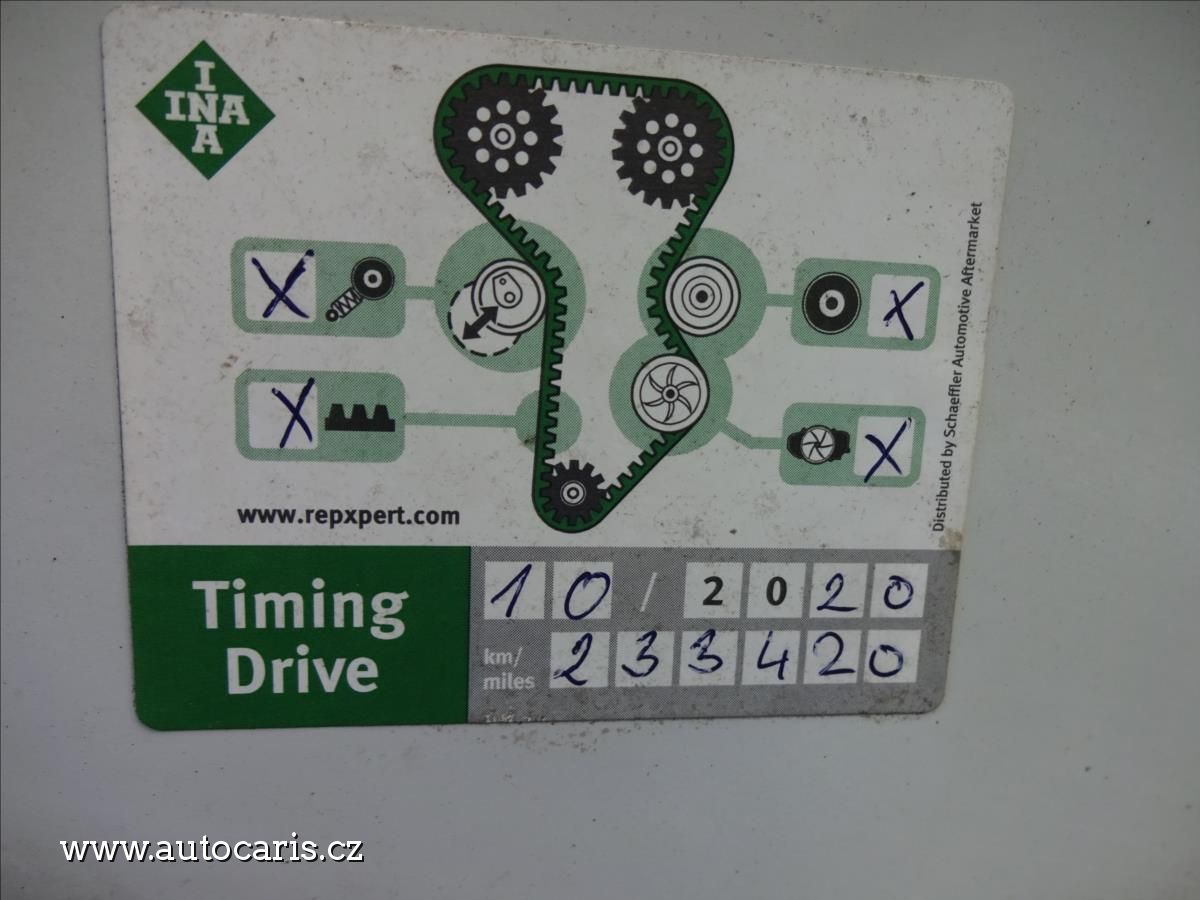 I
INA
A
X
X
X
X
Distributed by Schaeffler Automotive Aftermarket
www.repxpert.com
Timing
Drive
10 / 2020
km/
miles
233420
www.autocaris.cz